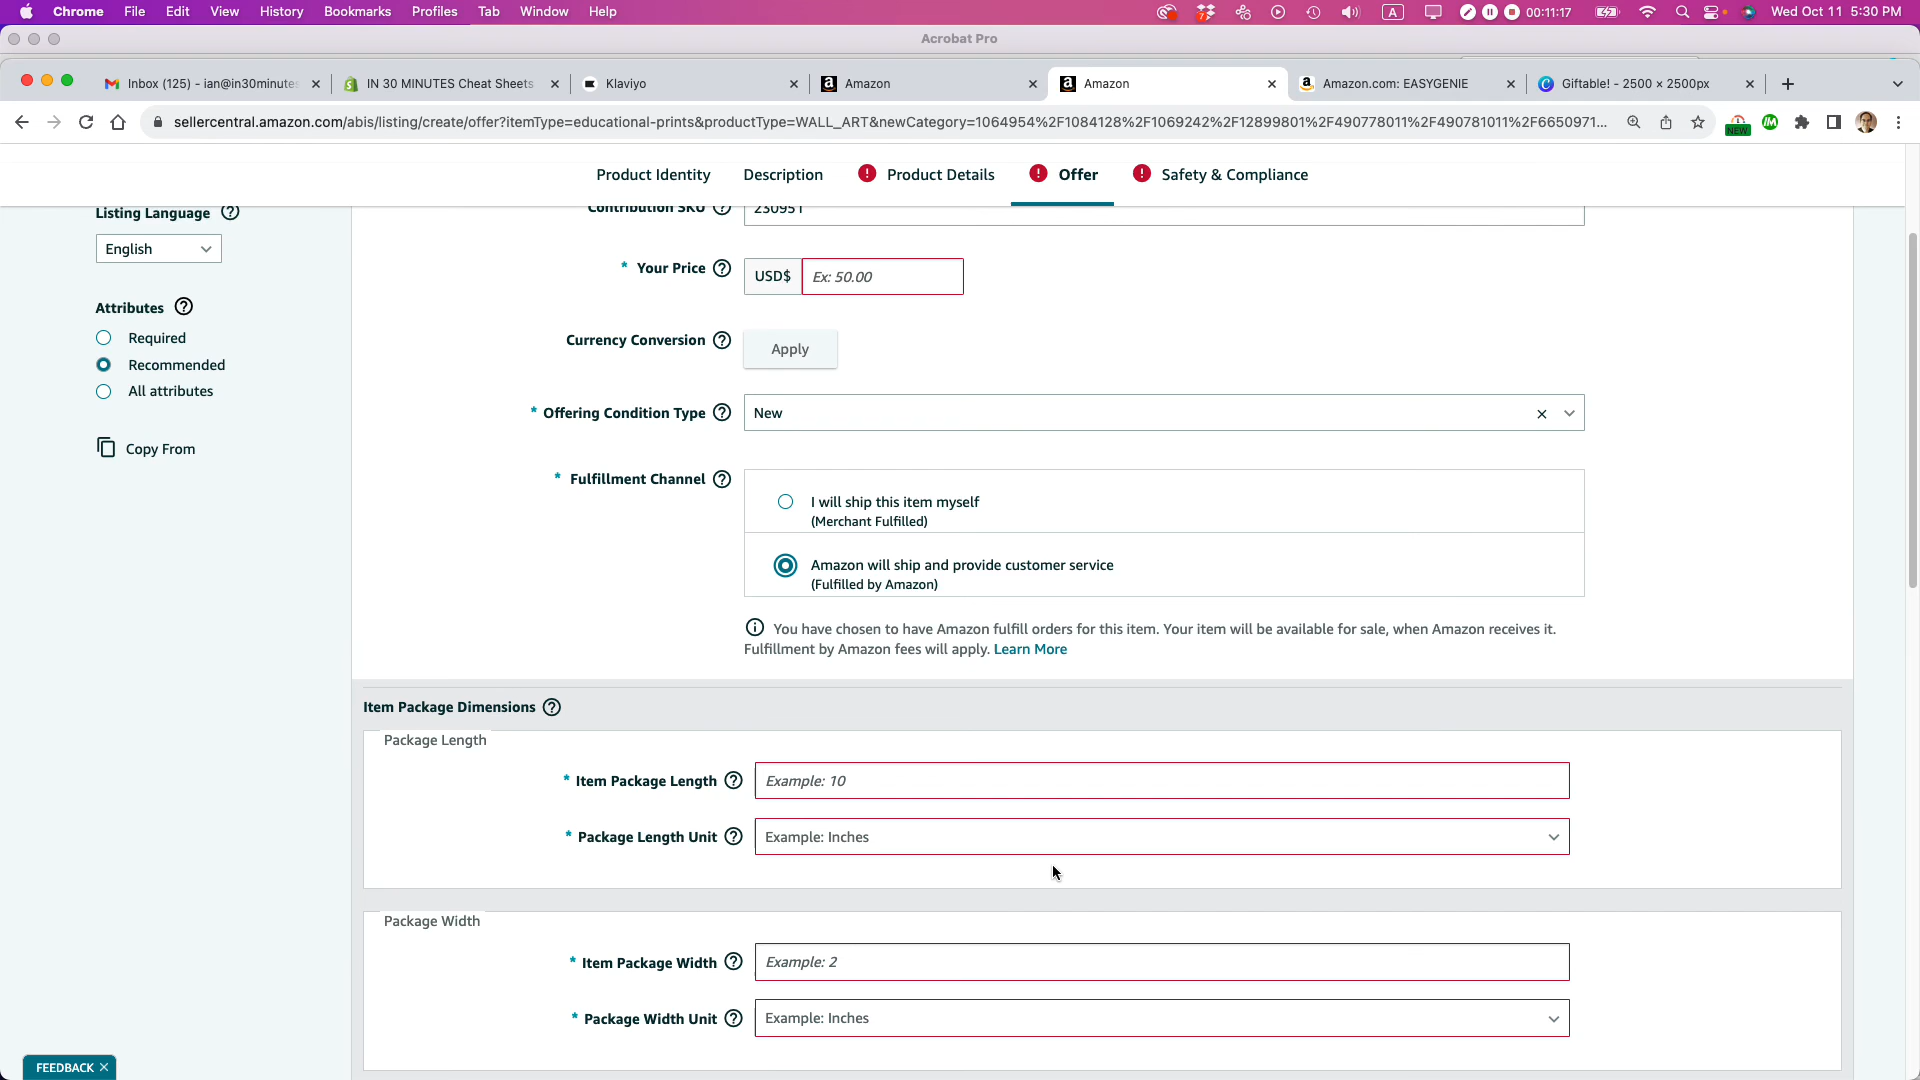 Chrome File Edit View History Bookmarks Profiles Tab Window Help
7 A 00:11:17 Wed Oct 11 5:30 PM
Acrobat Pro
Inbox (125) - ian@in30minutes IN 30 MINUTES Cheat Sheets Klaviyo Amazon Amazon Amazon.com: EASYGENIE Giftable! - 2500 × 2500px
sellercentral.amazon.com/abis/listing/create/offer?itemType=educational-prints&productType=WALL_ART&newCategory=1064954%2F1084128%2F1069242%2F12899801%2F490778011%2F490781011%2F6650971... NEW
Product Identity Description ! Product Details ! Offer ! Safety & Compliance
Listing Language ?
Contribution SKU ? 230951
English
* Your Price ? USD$ Ex: 50.00
Attributes ?
Required
Currency Conversion ? Apply
Recommended
All attributes
* Offering Condition Type ? New
Copy From
* Fulfillment Channel ?
I will ship this item myself
(Merchant Fulfilled)
Amazon will ship and provide customer service
(Fulfilled by Amazon)
You have chosen to have Amazon fulfill orders for this item. Your item will be available for sale, when Amazon receives it.
Fulfillment by Amazon fees will apply. Learn More
Item Package Dimensions ?
Package Length
* Item Package Length ? Example: 10
* Package Length Unit ? Example: Inches
Package Width
* Item Package Width ? Example: 2
* Package Width Unit ? Example: Inches
FEEDBACK